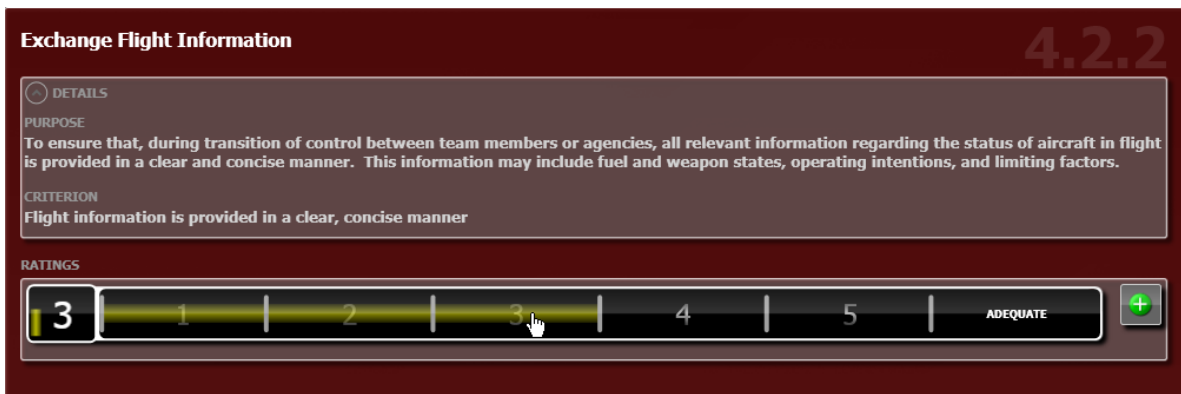 Exchange Flight Information
4.2.2
DETAILS
PURPOSE
To ensure that, during transition of control between team members or agencies, all relevant information regarding the status of aircraft in flight
is provided in a clear and concise manner.  This information may include fuel and weapon states, operating intentions, and limiting factors.
CRITERION
Flight information is provided in a clear, concise manner
RATINGS
3 1 2 3 4 5 ADEQUATE